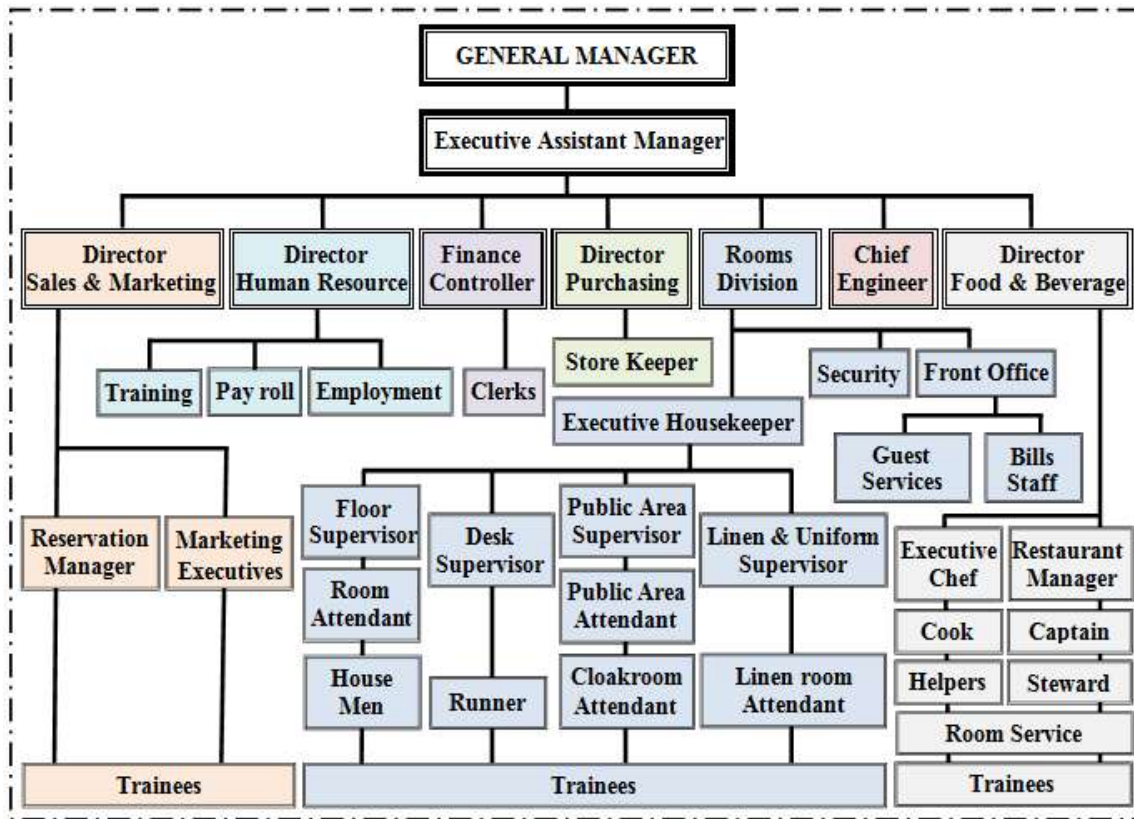 GENERAL MANAGER
Executive Assistant Manager
Director
Sales & Marketing
Director
Human Resource
Finance
Controller
Director
Purchasing
Rooms
Division
Chief
Engineer
Director
Food & Beverage
Training
Pay roll
Employment
Clerks
Store Keeper
Security
Front Office
Executive Housekeeper
Guest
Services
Bills
Staff
Reservation
Manager
Marketing
Executives
Floor
Supervisor
Desk
Supervisor
Public Area
Supervisor
Linen & Uniform
Supervisor
Executive
Chef
Restaurant
Manager
Room
Attendant
Public Area
Attendant
Cook
Captain
House
Men
Runner
Cloakroom
Attendant
Linen room
Attendant
Helpers
Steward
Room Service
Trainees
Trainees
Trainees